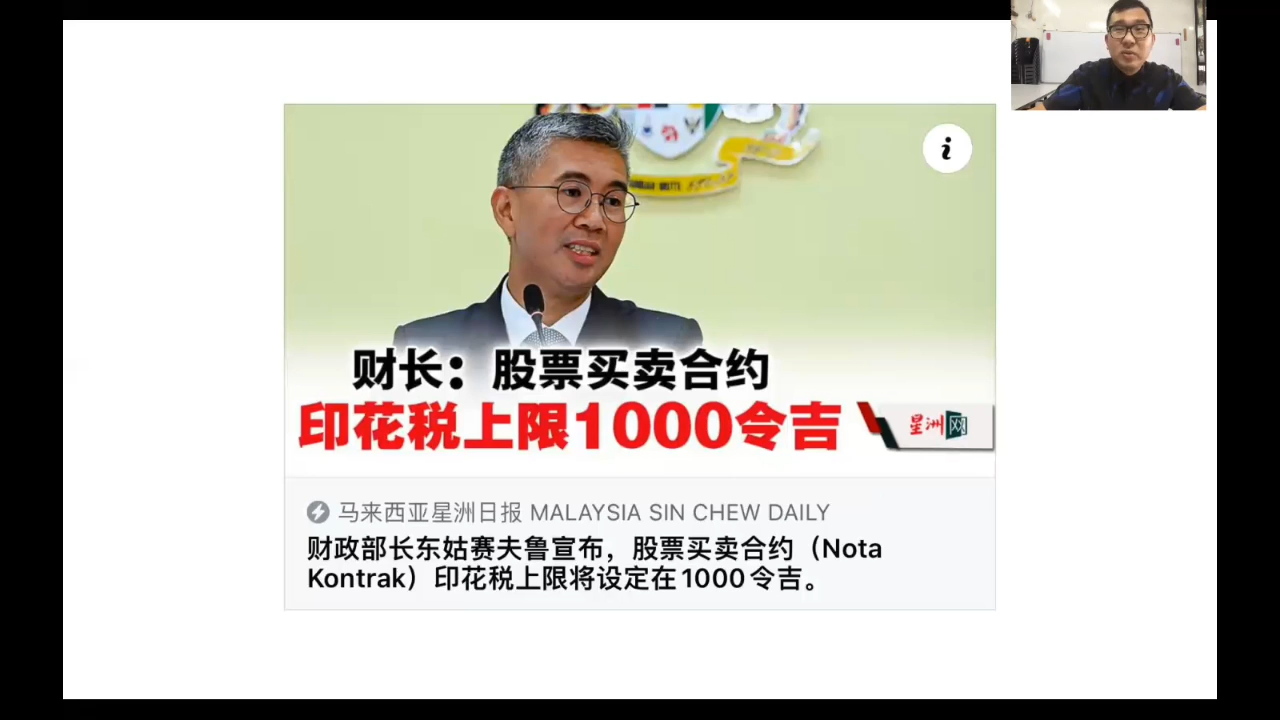 财长：股票买卖合约
印花税上限1000令吉
星洲网
马来西亚星洲日报 MALAYSIA SIN CHEW DAILY
财政部长东姑赛夫鲁宣布，股票买卖合约（Nota
Kontrak）印花税上限将设定在1000令吉。